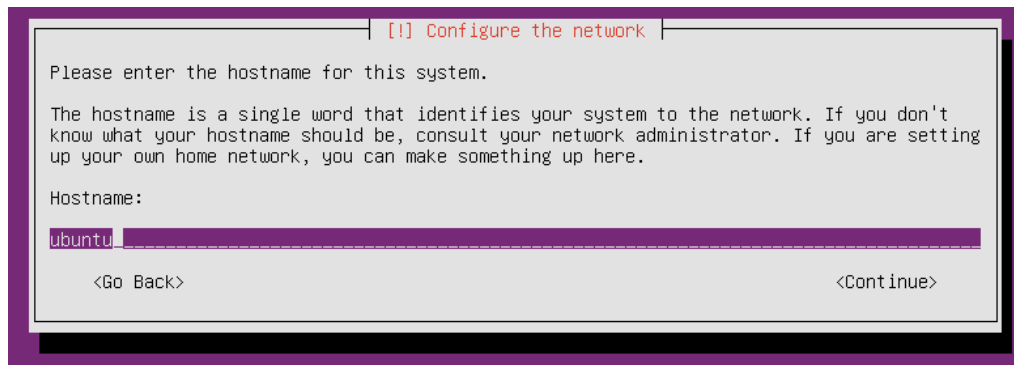 [!] Configure the network
Please enter the hostname for this system.
The hostname is a single word that identifies your system to the network. If you don't
know what your hostname should be, consult your network administrator. If you are setting
up your own home network, you can make something up here.
Hostname:
ubuntu
<Go Back> <Continue>